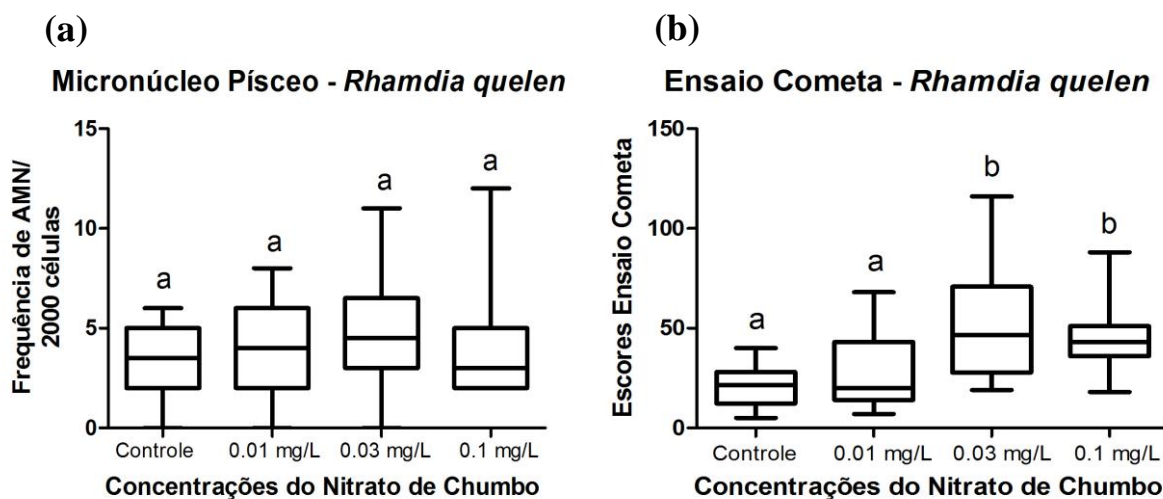 (a)
Micronúcleo Písceo - Rhamdia quelen
Frequência de AMN/
2000 células
15
10
5
0
a
a
a
a
Controle
0.01 mg/L
0.03 mg/L
0.1 mg/L
Concentrações do Nitrato de Chumbo
(b)
Ensaio Cometa - Rhamdia quelen
Escores Ensaio Cometa
150
100
50
0
a
a
b
b
Controle
0.01 mg/L
0.03 mg/L
0.1 mg/L
Concentrações do Nitrato de Chumbo